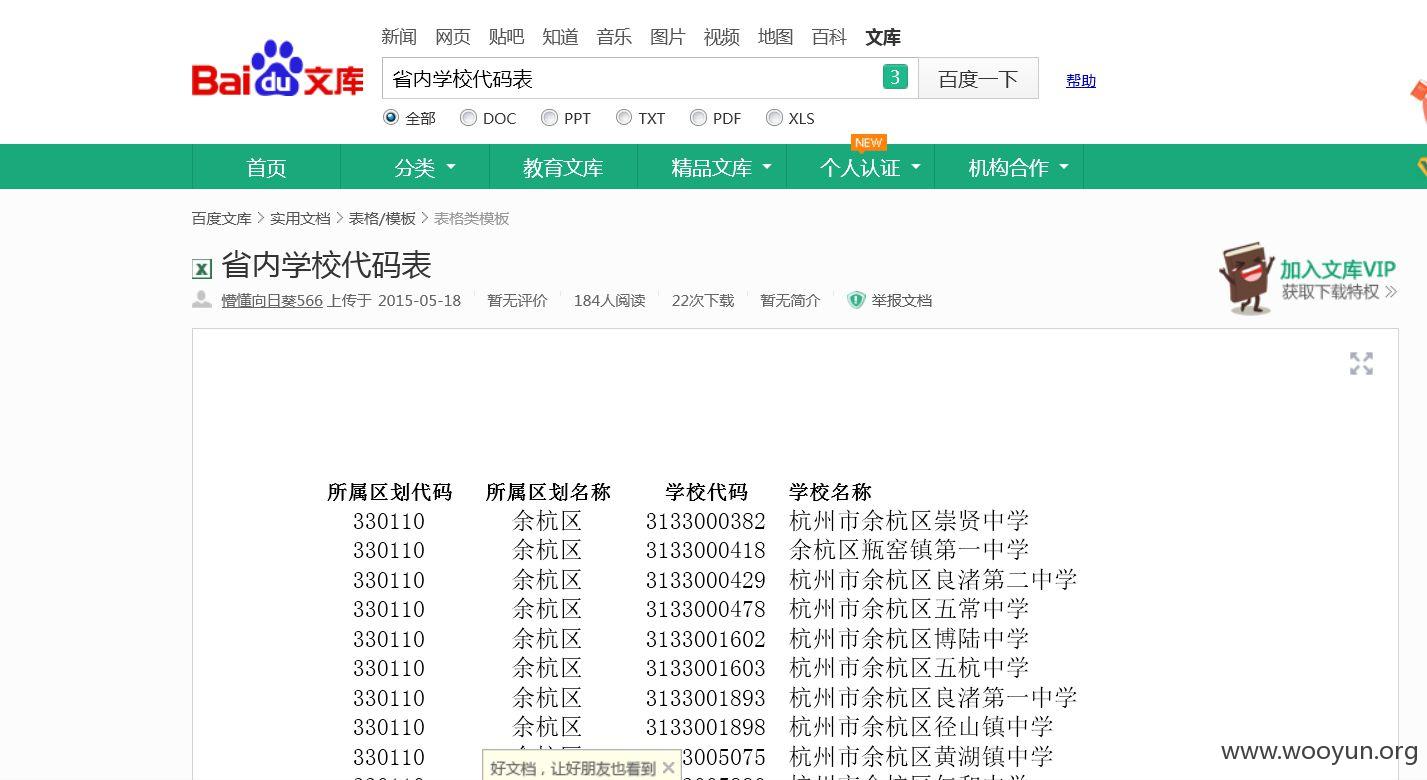 新闻 网页 贴吧 知道 音乐 图片 视频 地图 百科 文库
Bai du 文库
省内学校代码表 3 百度一下 帮助
全部 DOC PPT TXT PDF XLS
NEW
首页 分类 教育文库 精品文库 个人认证 机构合作
百度文库 > 实用文档 > 表格/模板 > 表格类模板
省内学校代码表
懵懂向日葵566 上传于 2015-05-18 暂无评价 184人阅读 22次下载 暂无简介 举报文档
加入文库VIP
获取下载特权 >>
所属区划代码 所属区划名称 学校代码 学校名称
330110 余杭区 3133000382 杭州市余杭区崇贤中学
330110 余杭区 3133000418 余杭区瓶窑镇第一中学
330110 余杭区 3133000429 杭州市余杭区良渚第二中学
330110 余杭区 3133000478 杭州市余杭区五常中学
330110 余杭区 3133001602 杭州市余杭区博陆中学
330110 余杭区 3133001603 杭州市余杭区五杭中学
330110 余杭区 3133001893 杭州市余杭区良渚第一中学
330110 余杭区 3133001898 杭州市余杭区径山镇中学
330110 3005075 杭州市余杭区黄湖镇中学
好文档，让好朋友也看到
www.wooyun.org